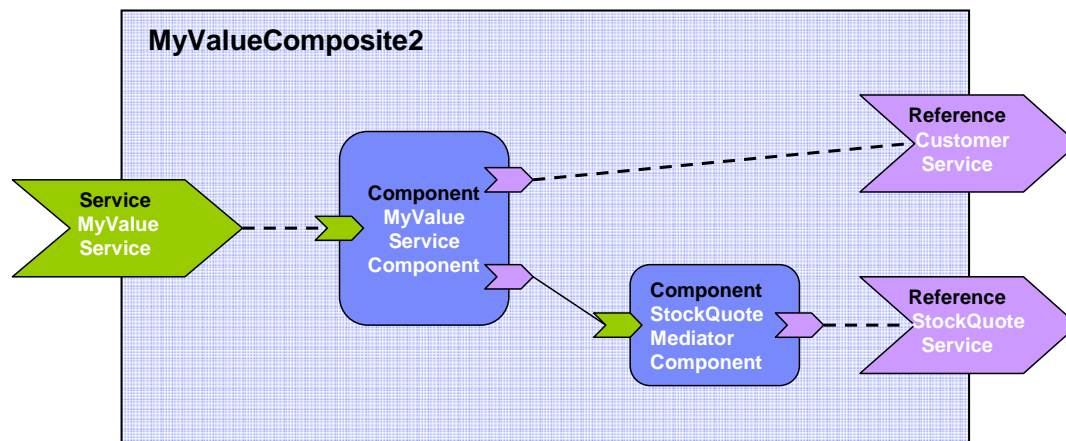 MyValueComposite2
Service
MyValue
Service
Component
MyValue
Service
Component
Component
StockQuote
Mediator
Component
Reference
Customer
Service
Reference
StockQuote
Service